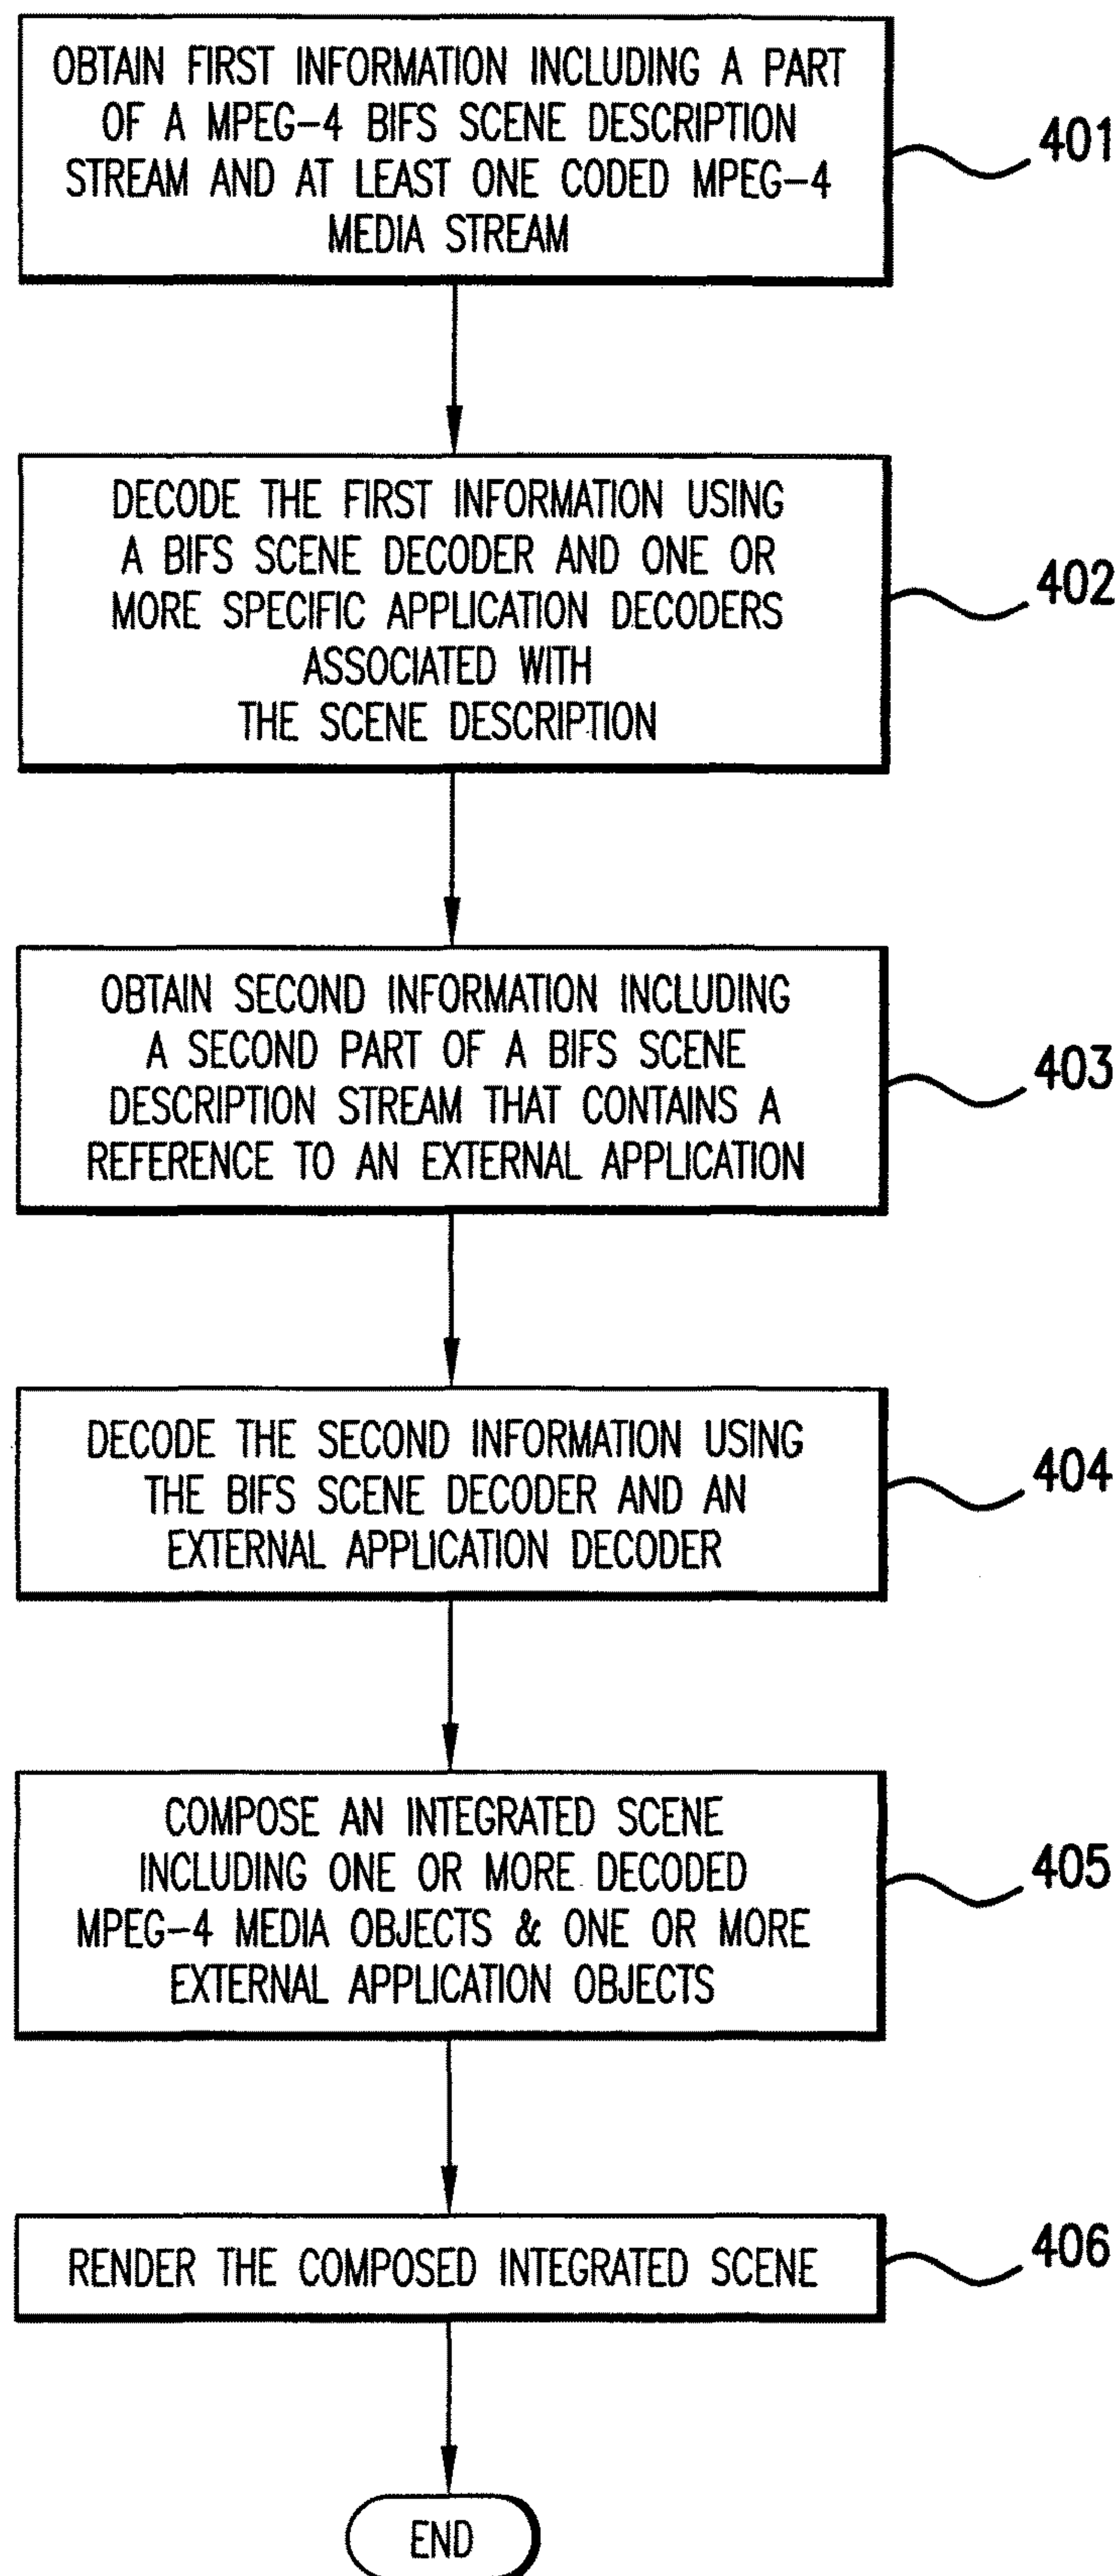 OBTAIN FIRST INFORMATION INCLUDING A PART
OF A MPEG-4 BIFS SCENE DESCRIPTION
STREAM AND AT LEAST ONE CODED MPEG-4
MEDIA STREAM
401
DECODE THE FIRST INFORMATION USING
A BIFS SCENE DECODER AND ONE OR
MORE SPECIFIC APPLICATION DECODERS
ASSOCIATED WITH
THE SCENE DESCRIPTION
402
OBTAIN SECOND INFORMATION INCLUDING
A SECOND PART OF A BIFS SCENE
DESCRIPTION STREAM THAT CONTAINS A
REFERENCE TO AN EXTERNAL APPLICATION
403
DECODE THE SECOND INFORMATION USING
THE BIFS SCENE DECODER AND AN
EXTERNAL APPLICATION DECODER
404
COMPOSE AN INTEGRATED SCENE
INCLUDING ONE OR MORE DECODED
MPEG-4 MEDIA OBJECTS & ONE OR MORE
EXTERNAL APPLICATION OBJECTS
405
RENDER THE COMPOSED INTEGRATED SCENE
406
END